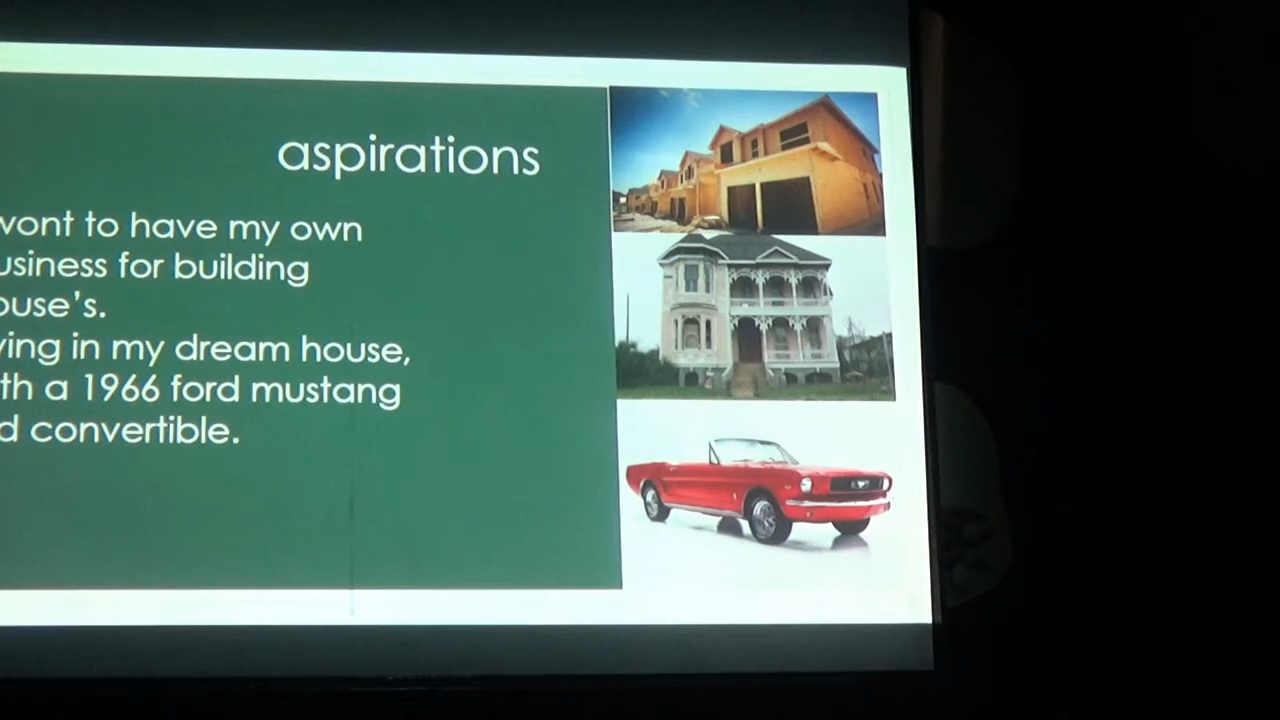 aspirations
wont to have my own
usiness for building
ouse's.
ving in my dream house,
th a 1966 ford mustang
d convertible.